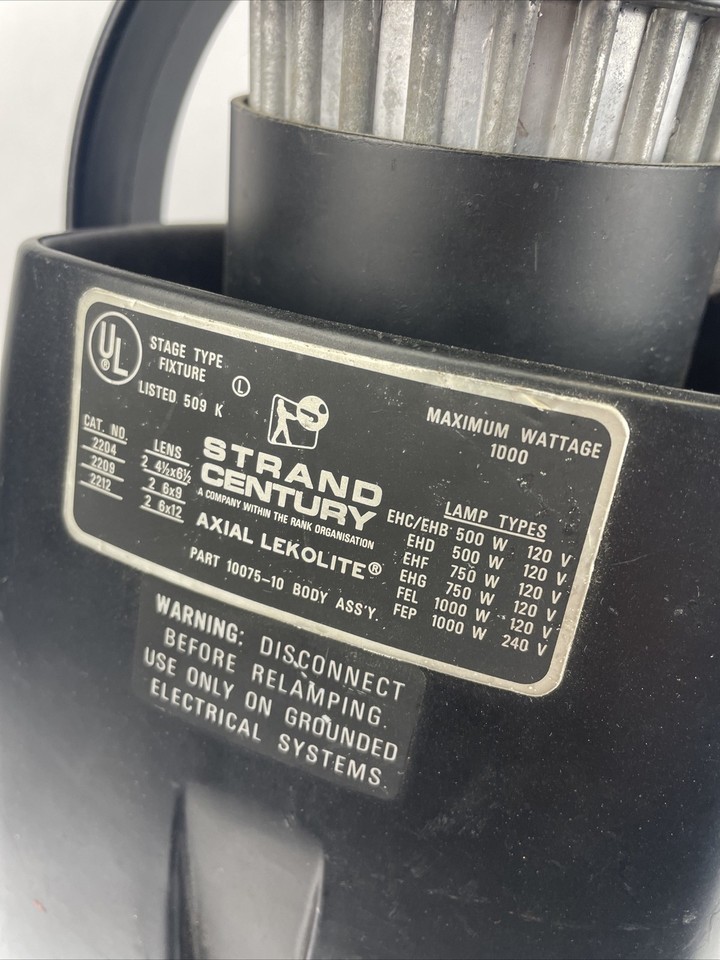 UL
®
STAGE TYPE
FIXTURE
LISTED 509 K
L
CAT. NO.
2204
2209
2212
LENS
2 4½x6½
2 6x9
2 6x12
S
STRAND
CENTURY
A COMPANY WITHIN THE RANK ORGANISATION
AXIAL LEKOLITE®
PART 10075-10 BODY ASS'Y.
MAXIMUM WATTAGE
1000
LAMP TYPES
EHC/EHB 500 W 120 V
EHD 500 W 120 V
EHF 750 W 120 V
EHG 750 W 120 V
FEL 1000 W 120 V
FEP 1000 W 240 V
WARNING: DISCONNECT
BEFORE RELAMPING.
USE ONLY ON GROUNDED
ELECTRICAL SYSTEMS.